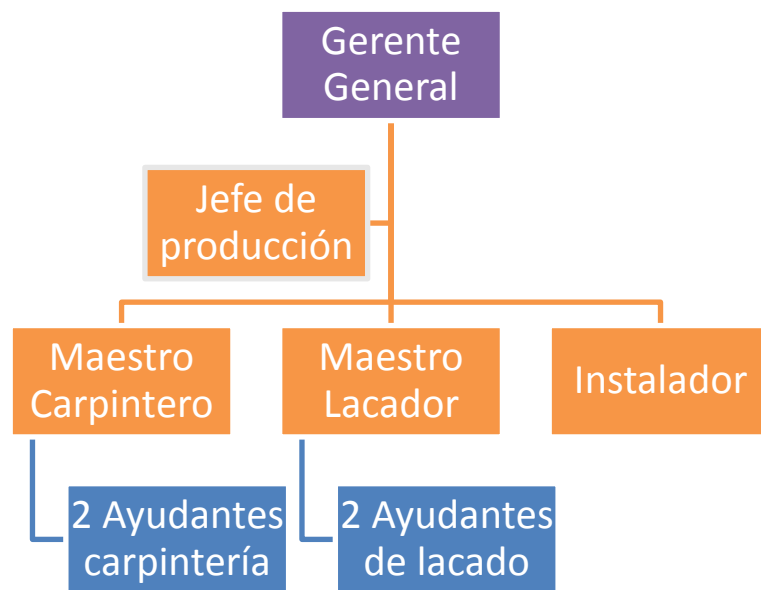 Gerente
General
Jefe de
producción
Maestro
Carpintero
Maestro
Lacador
Instalador
2 Ayudantes
carpintería
2 Ayudantes
de lacado